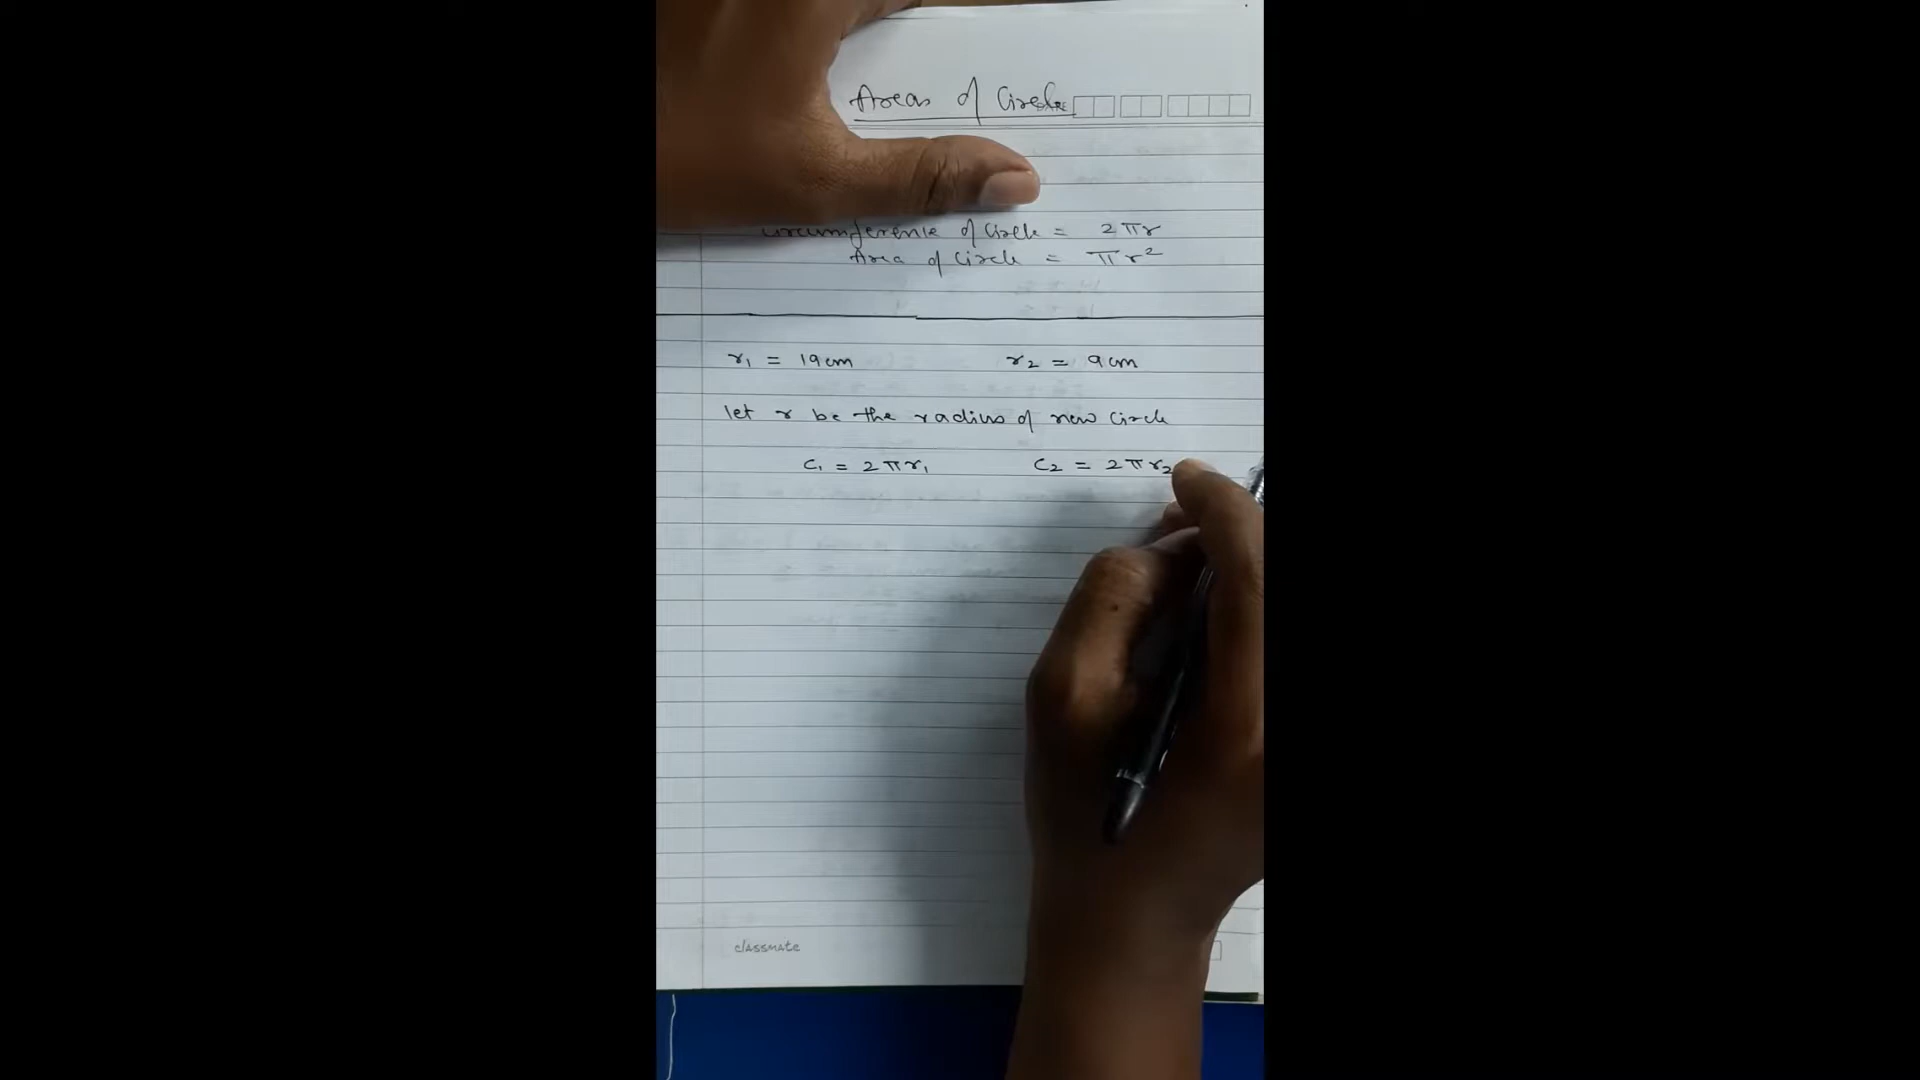 Areas of Circle
Circumference of Circle = 2πr
Area of Circle = πr²
r₁ = 19cm r₂ = 9cm
let r be the radius of new Circle
C₁ = 2πr₁ C₂ = 2πr₂
classmate